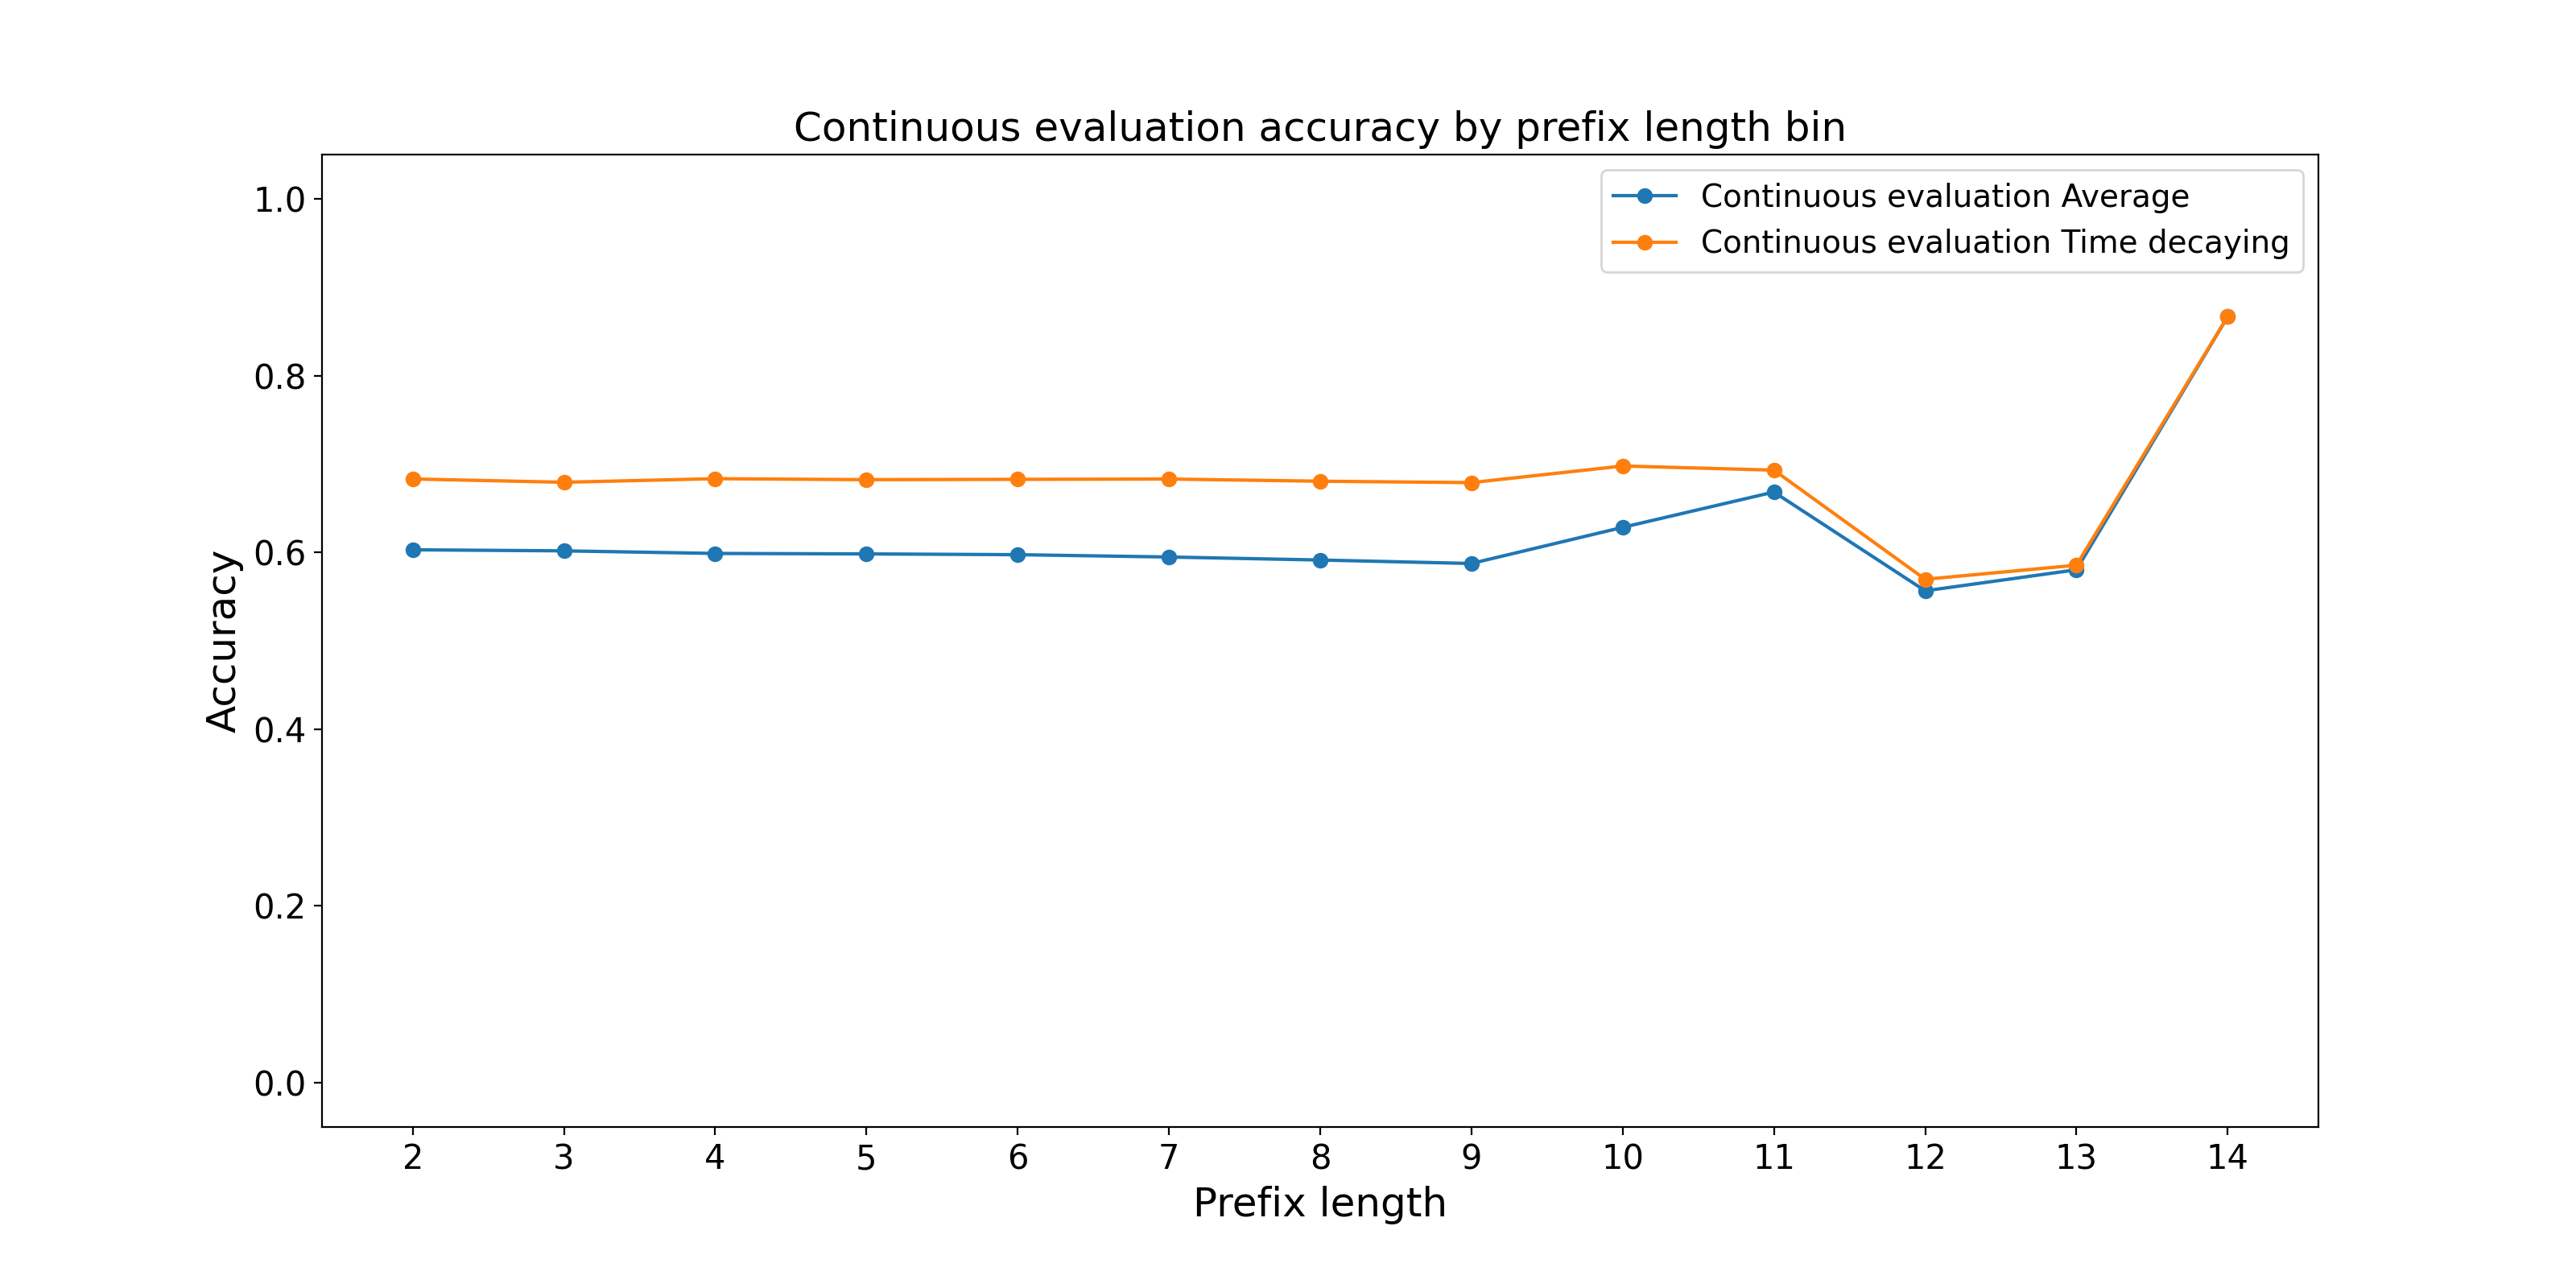 Continuous evaluation accuracy by prefix length bin
Continuous evaluation Average
Continuous evaluation Time decaying
1.0
0.8
0.6
0.4
0.2
0.0
Accuracy
2 3 4 5 6 7 8 9 10 11 12 13 14
Prefix length